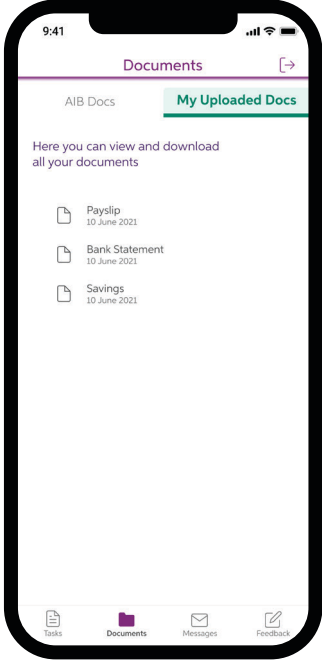 9:41
Documents
AIB Docs
My Uploaded Docs
Here you can view and download
all your documents
Payslip
10 June 2021
Bank Statement
10 June 2021
Savings
10 June 2021
Tasks
Documents
Messages
Feedback